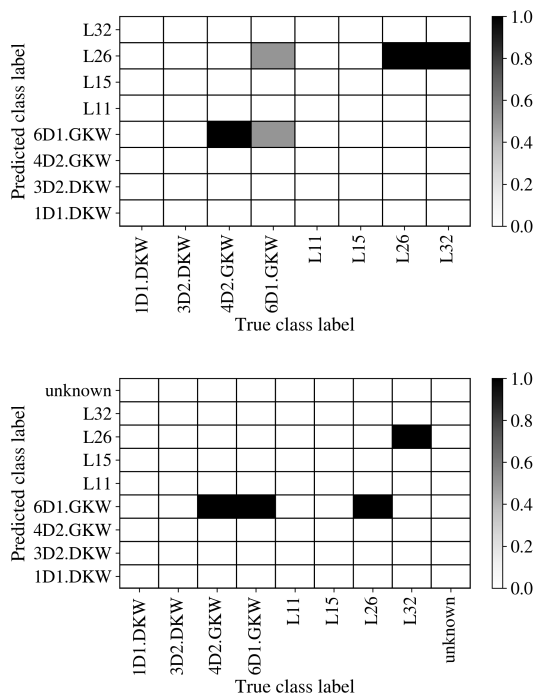 Predicted class label
L32
L26
L15
L11
6D1.GKW
4D2.GKW
3D2.DKW
1D1.DKW
1D1.DKW
3D2.DKW
4D2.GKW
6D1.GKW
L11
L15
L26
L32
True class label
1.0
0.8
0.6
0.4
0.2
0.0
Predicted class label
unknown
L32
L26
L15
L11
6D1.GKW
4D2.GKW
3D2.DKW
1D1.DKW
1D1.DKW
3D2.DKW
4D2.GKW
6D1.GKW
L11
L15
L26
L32
unknown
True class label
1.0
0.8
0.6
0.4
0.2
0.0